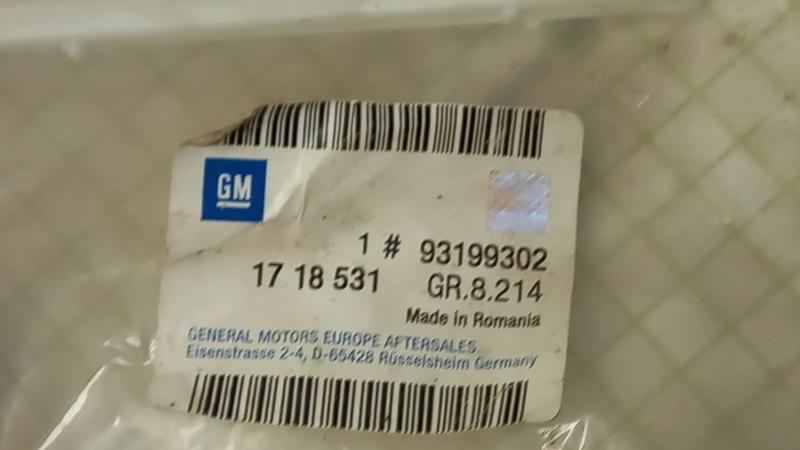 GM
1 # 93199302
17 18 531 GR.8.214
Made in Romania
GENERAL MOTORS EUROPE AFTERSALES.
Eisenstrasse 2-4, D-65428 Rüsselsheim Germany